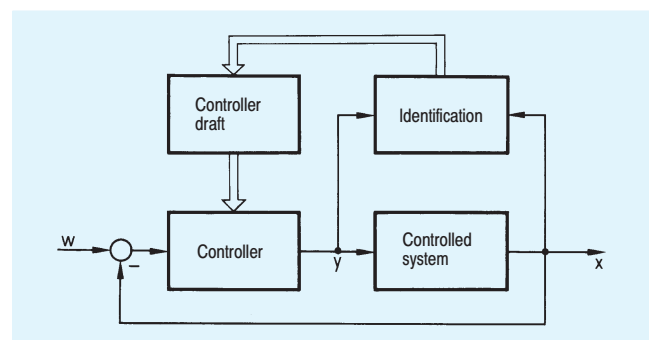 Controller
draft
Identification
w
−
Controller
y
Controlled
system
x